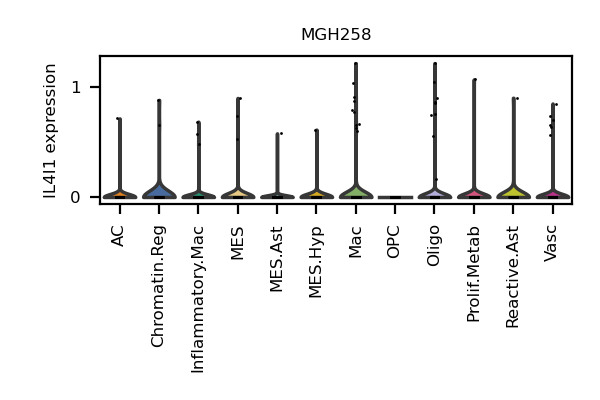 MGH258
IL4I1 expression
1
0
AC
Chromatin.Reg
Inflammatory.Mac
MES
MES.Ast
MES.Hyp
Mac
OPC
Oligo
Prolif.Metab
Reactive.Ast
Vasc